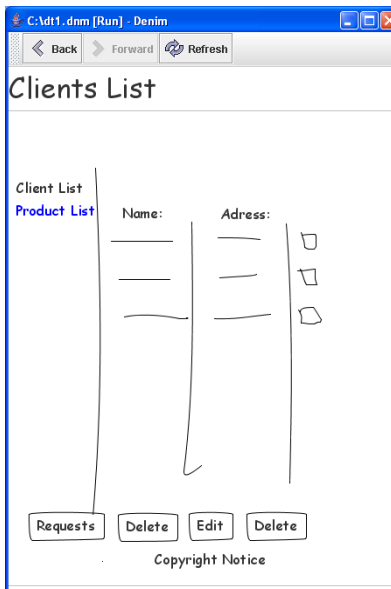 C:\dt1.dnm [Run] - Denim
Back Forward Refresh
Clients List
Client List
Product List
Name: Adress:
Requests Delete Edit Delete
Copyright Notice